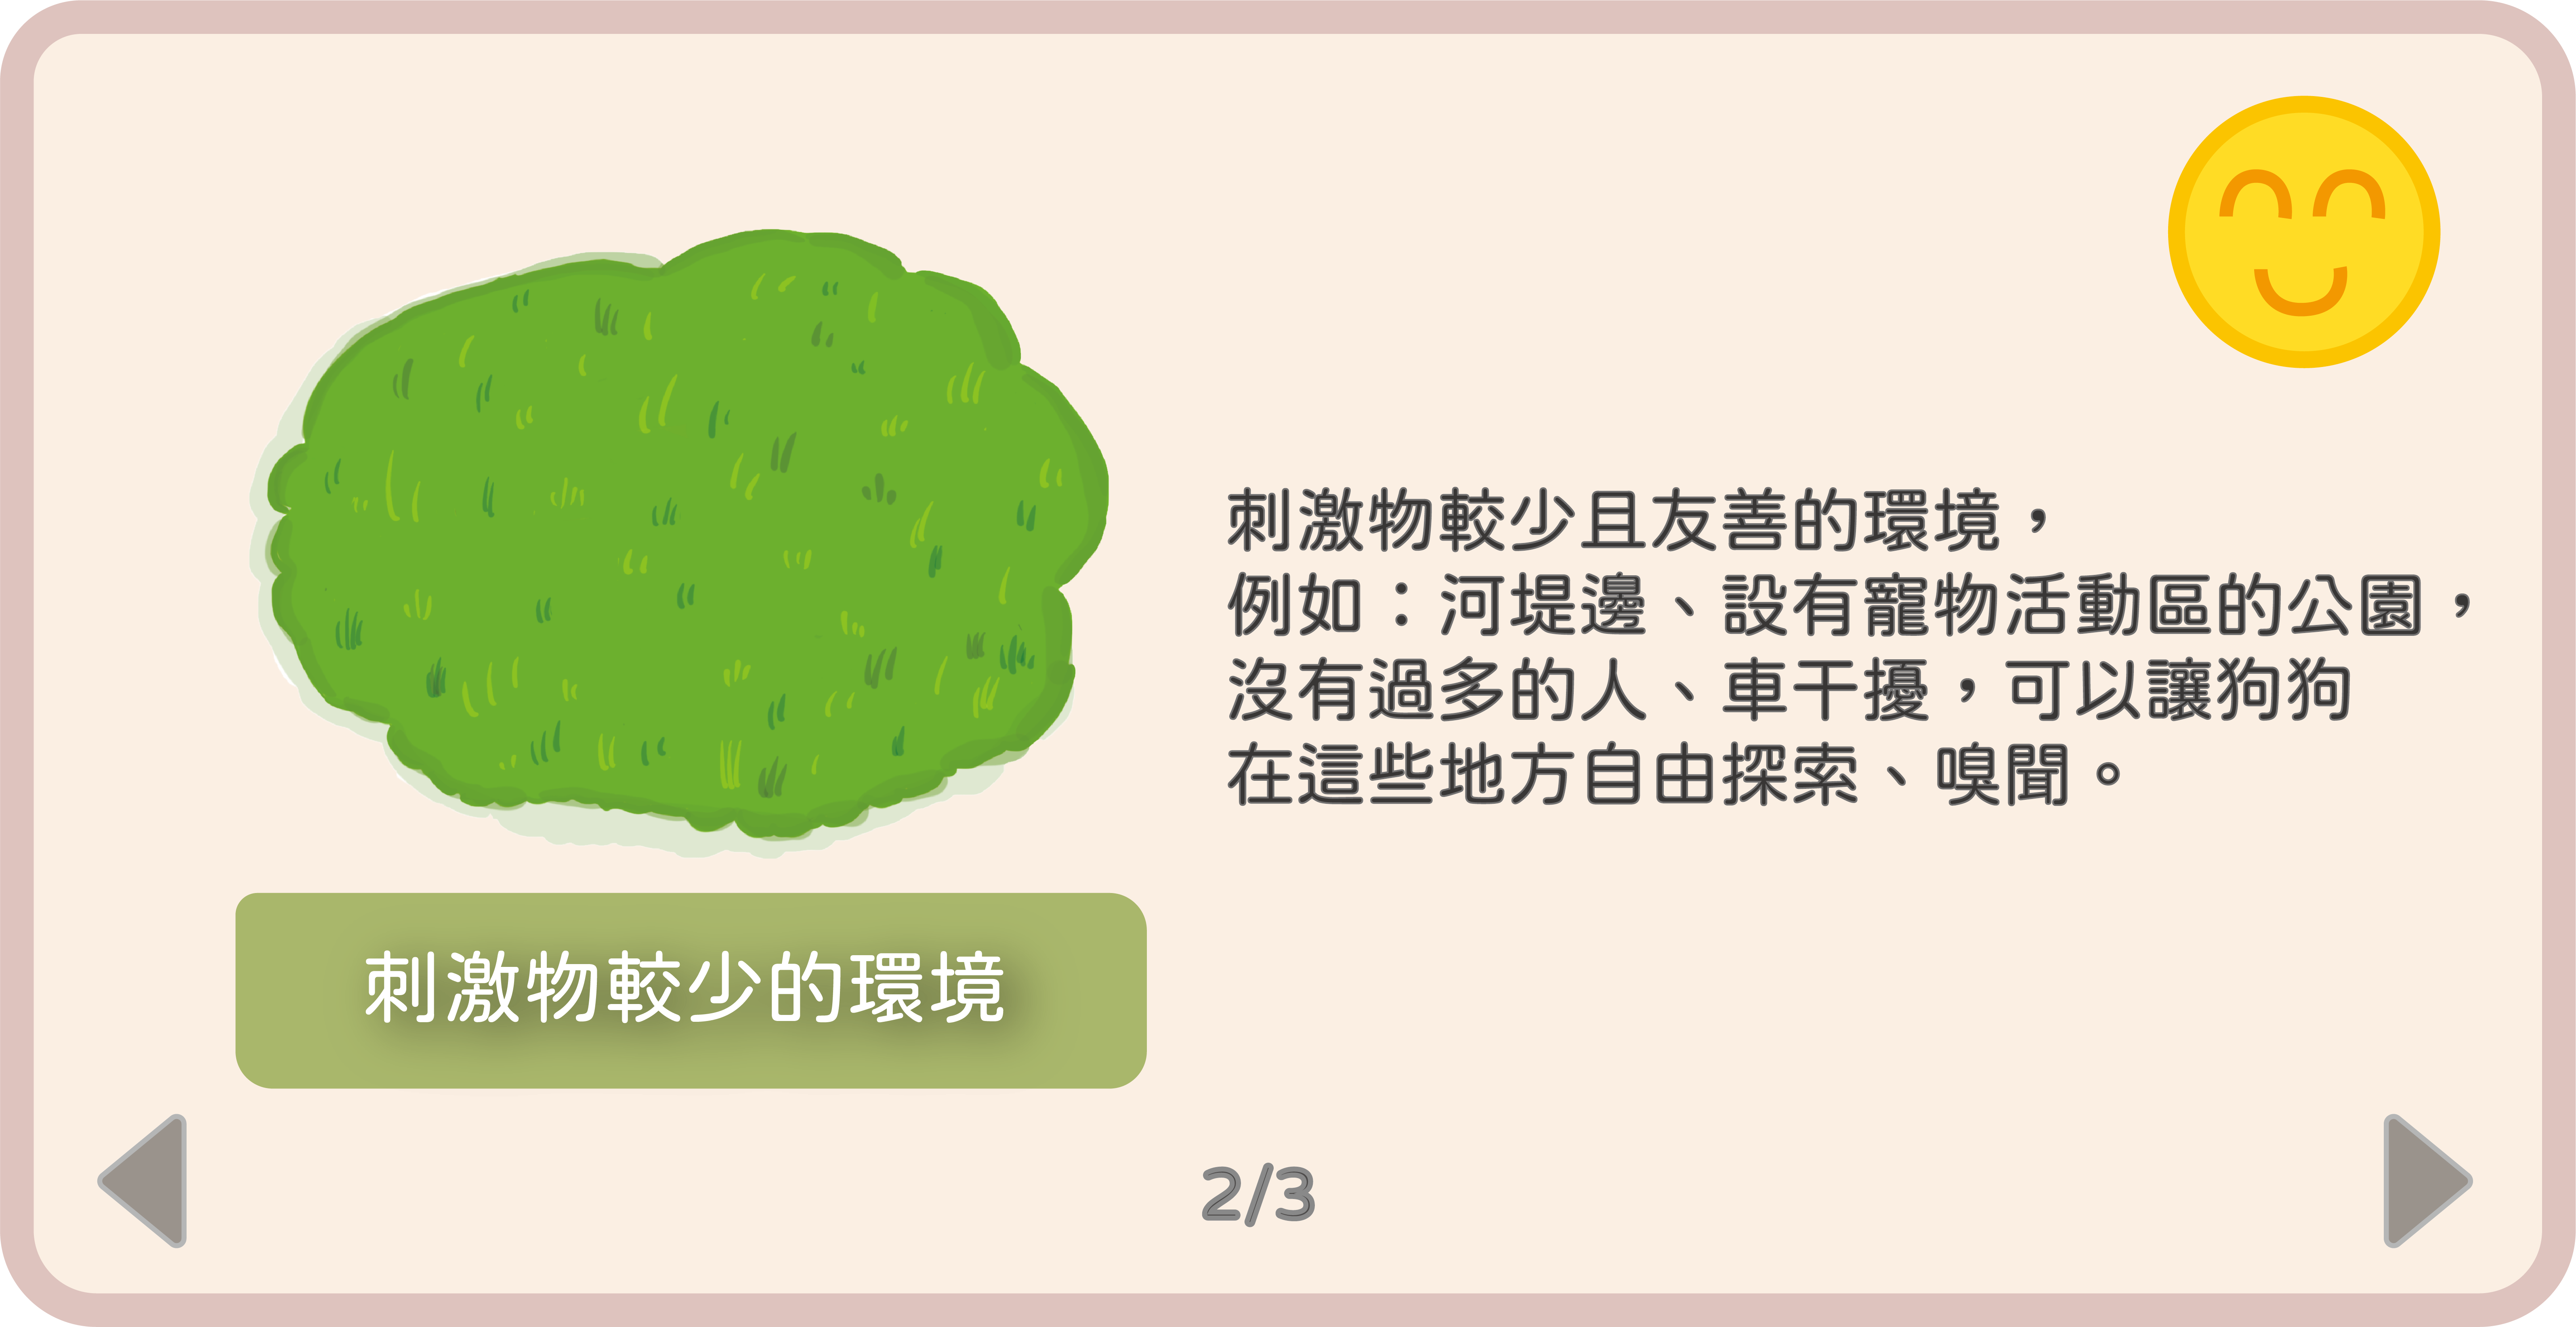 刺激物較少且友善的環境，
例如：河堤邊、設有寵物活動區的公園，
沒有過多的人、車干擾，可以讓狗狗
在這些地方自由探索、嗅聞。
刺激物較少的環境
2/3